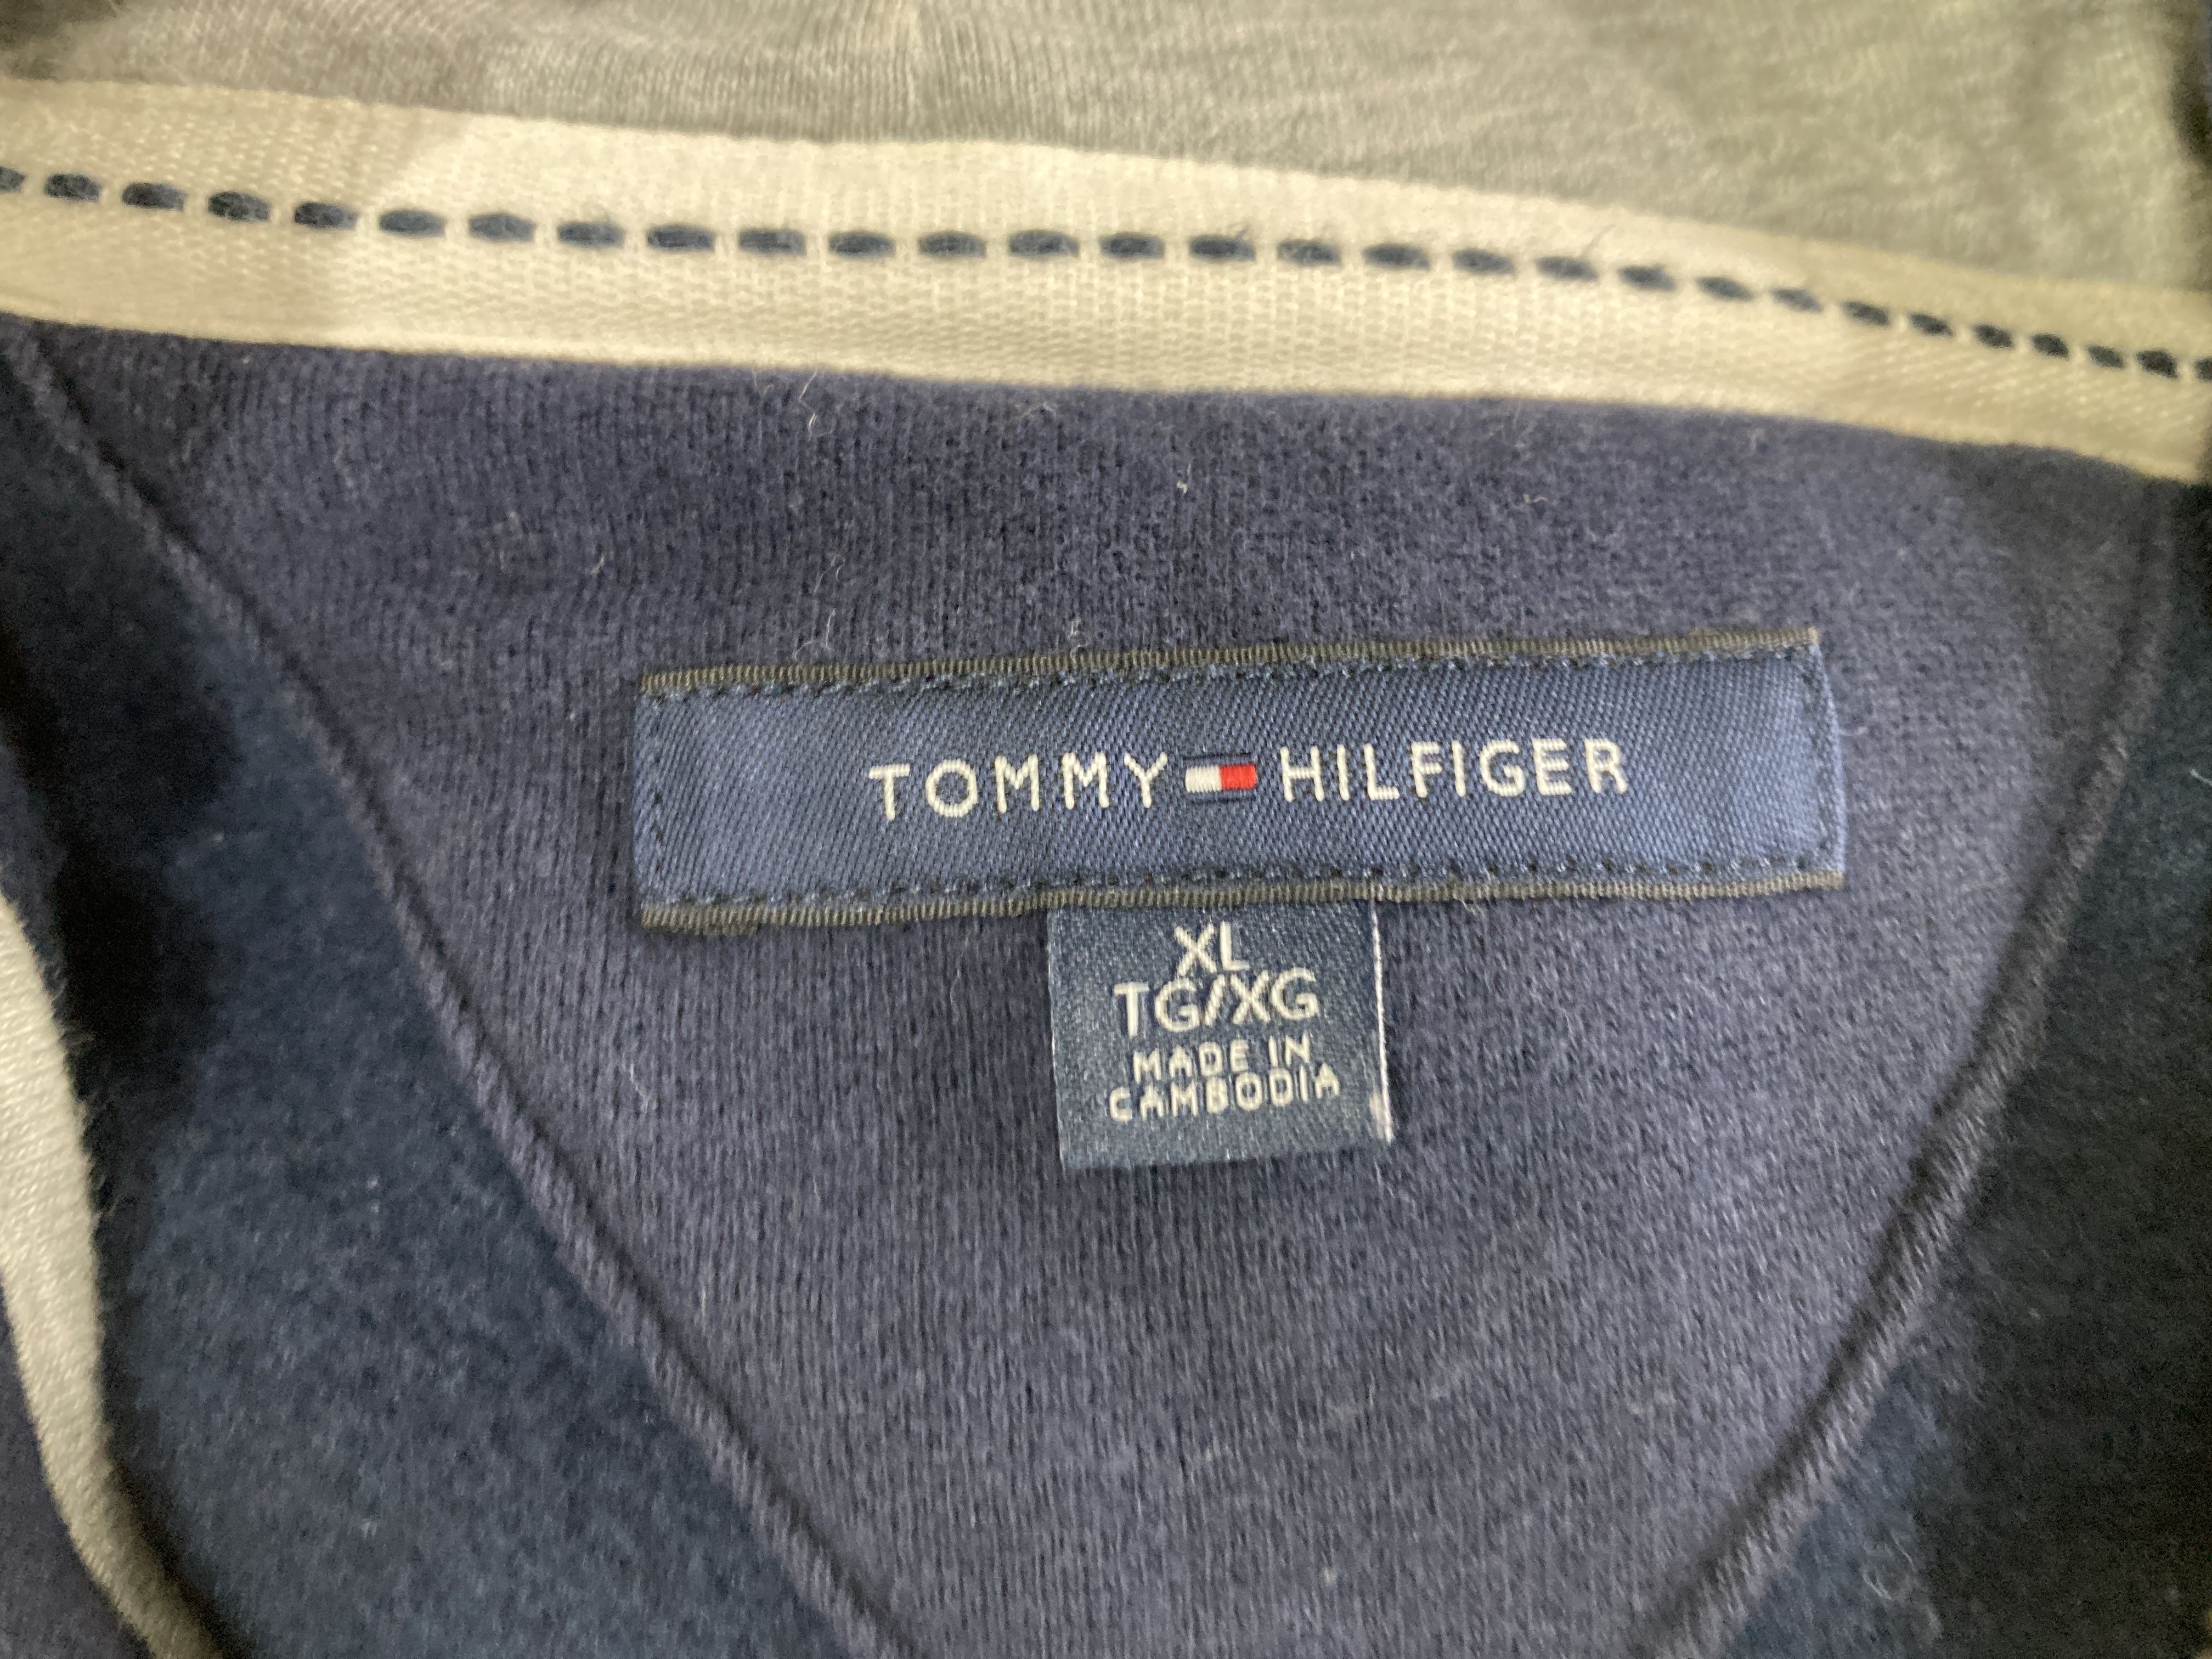 TOMMY HILFIGER
XL
TG/XG
MADE IN
CAMBODIA